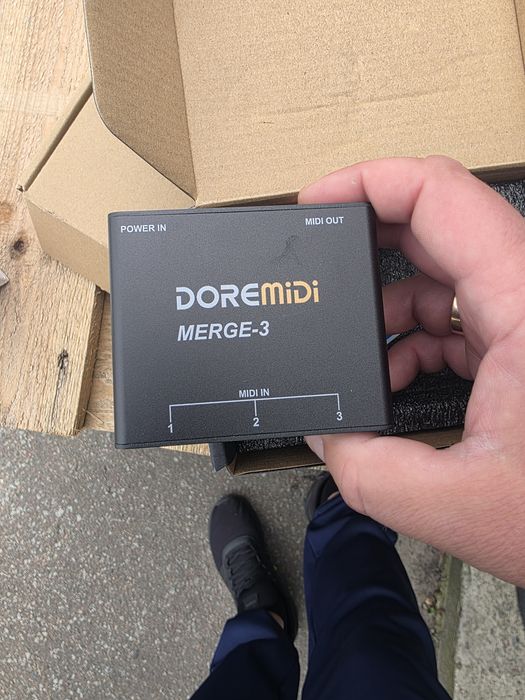 POWER IN MIDI OUT
DOREMiDi
MERGE-3
MIDI IN
1 2 3